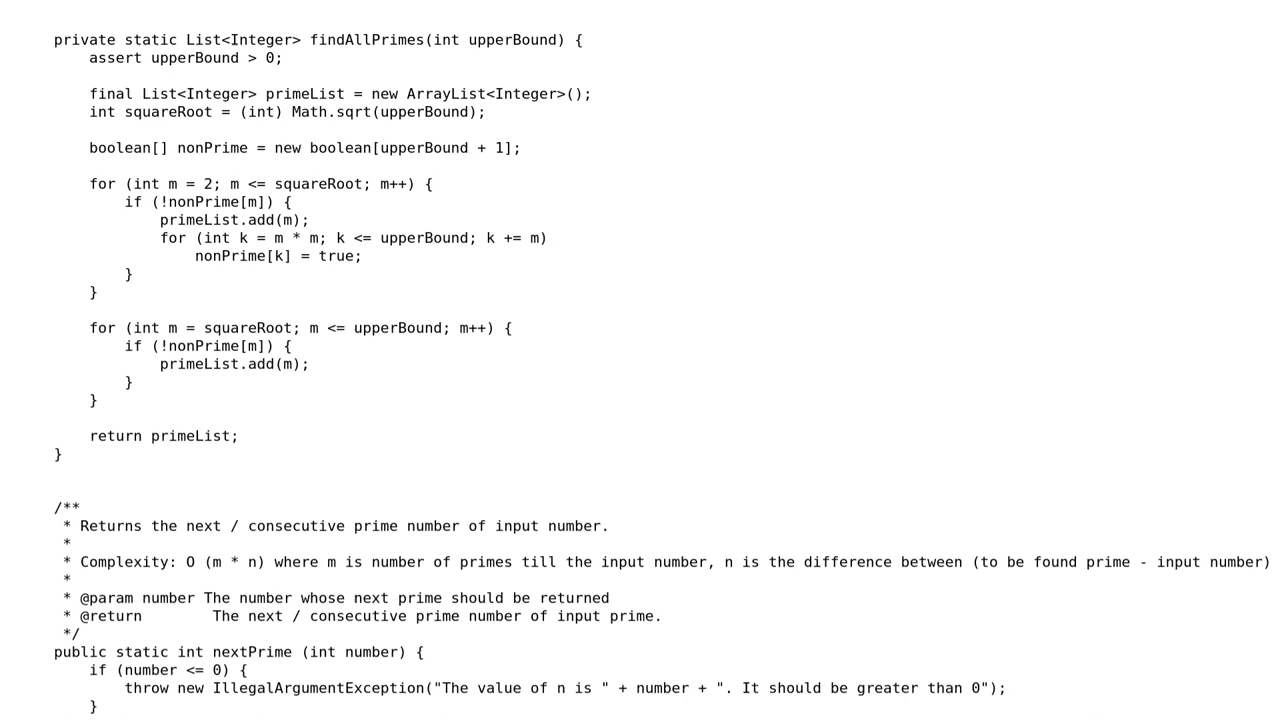 private static List<Integer> findAllPrimes(int upperBound) {
    assert upperBound > 0;

    final List<Integer> primeList = new ArrayList<Integer>();
    int squareRoot = (int) Math.sqrt(upperBound);

    boolean[] nonPrime = new boolean[upperBound + 1];

    for (int m = 2; m <= squareRoot; m++) {
        if (!nonPrime[m]) {
            primeList.add(m);
            for (int k = m * m; k <= upperBound; k += m)
                nonPrime[k] = true;
        }
    }

    for (int m = squareRoot; m <= upperBound; m++) {
        if (!nonPrime[m]) {
            primeList.add(m);
        }
    }

    return primeList;
}


/**
 * Returns the next / consecutive prime number of input number.
 *
 * Complexity: O (m * n) where m is number of primes till the input number, n is the difference between (to be found prime - input number)
 *
 * @param number The number whose next prime should be returned
 * @return        The next / consecutive prime number of input prime.
 */
public static int nextPrime (int number) {
    if (number <= 0) {
        throw new IllegalArgumentException("The value of n is " + number + ". It should be greater than 0");
    }